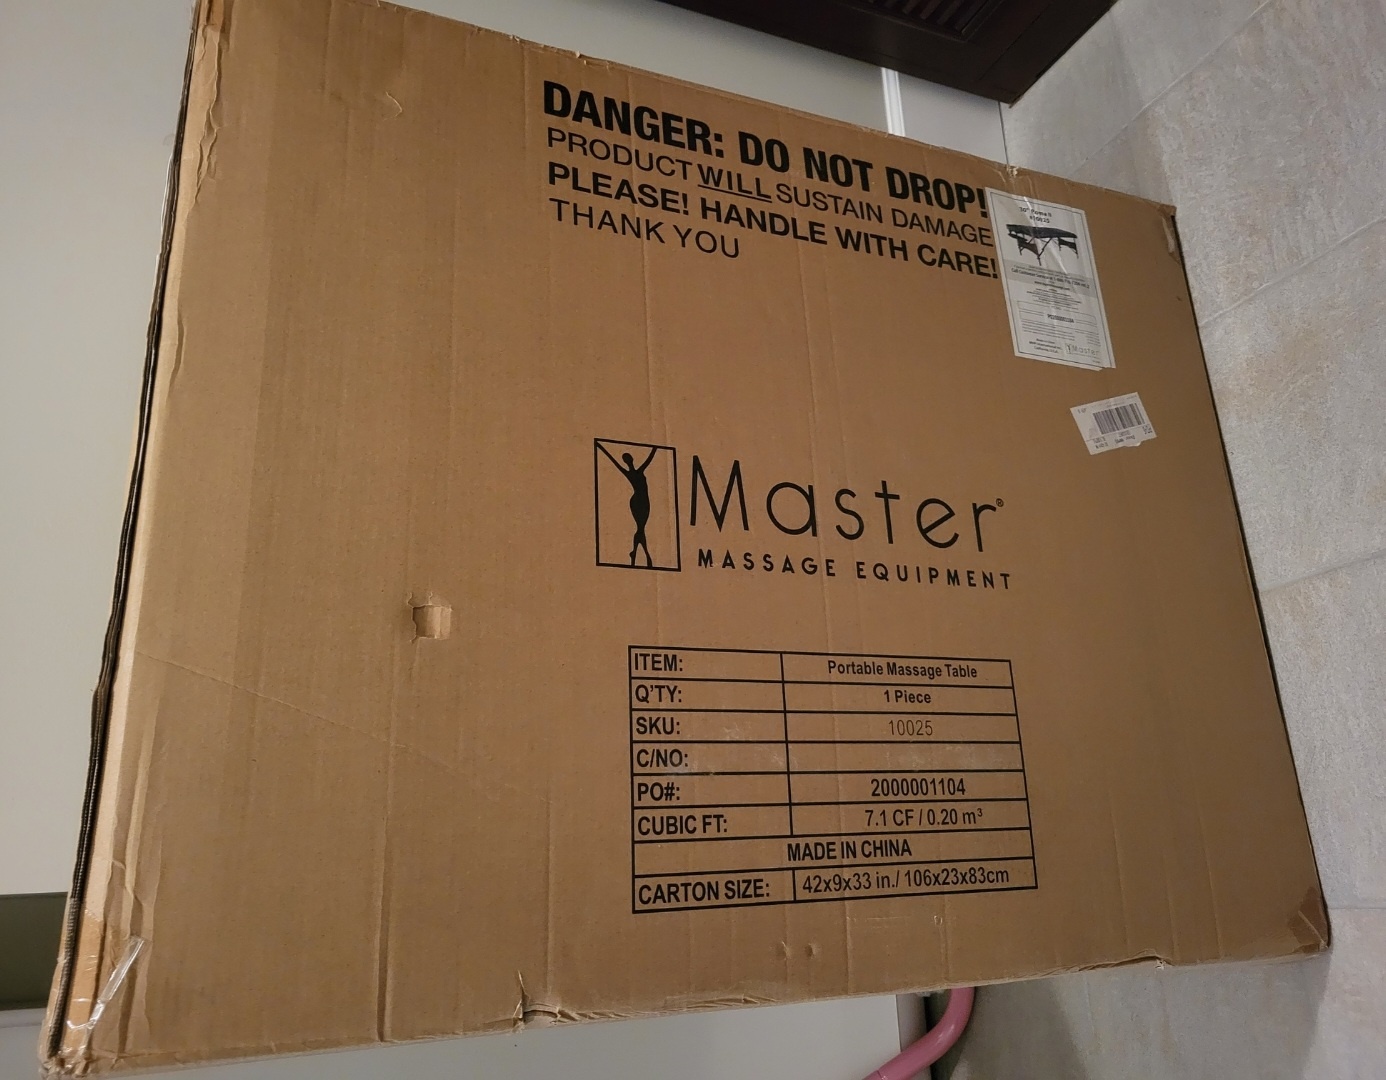 DANGER: DO NOT DROP!
PRODUCT WILL SUSTAIN DAMAGE
PLEASE! HANDLE WITH CARE!
THANK YOU
Master®
MASSAGE EQUIPMENT
ITEM: Portable Massage Table
Q'TY: 1 Piece
SKU: 10025
C/NO:
PO#: 2000001104
CUBIC FT: 7.1 CF / 0.20 m³
MADE IN CHINA
CARTON SIZE: 42x9x33 in./ 106x23x83cm
Master